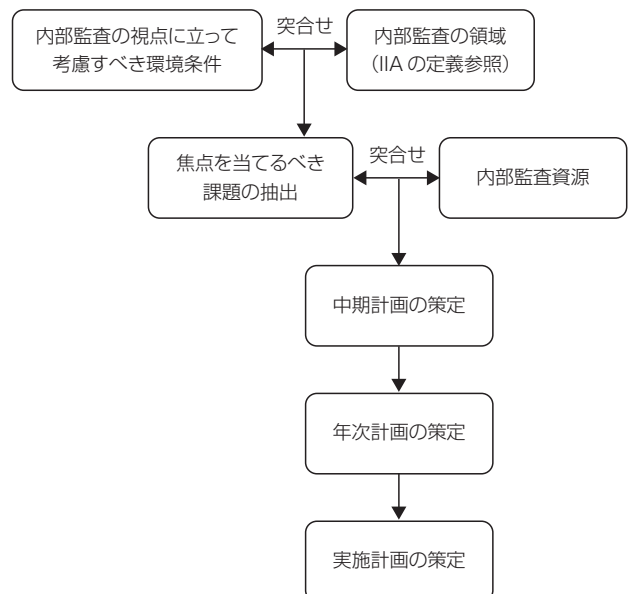 内部監査の視点に立って
考慮すべき環境条件
突合せ
内部監査の領域
（IIA の定義参照）
焦点を当てるべき
課題の抽出
突合せ
内部監査資源
中期計画の策定
年次計画の策定
実施計画の策定